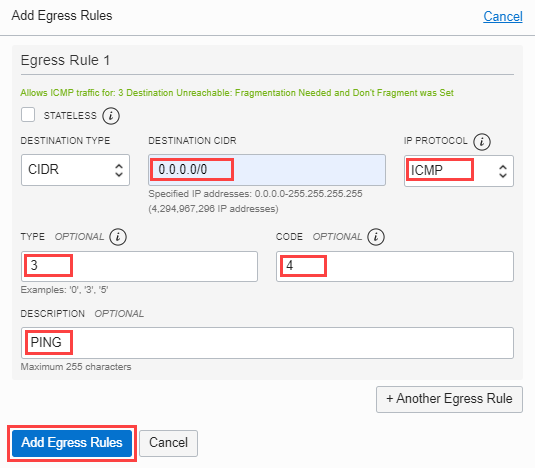 Add Egress Rules Cancel
Egress Rule 1
Allows ICMP traffic for: 3 Destination Unreachable: Fragmentation Needed and Don't Fragment was Set
STATELESS i
DESTINATION TYPE DESTINATION CIDR IP PROTOCOL i
CIDR 0.0.0.0/0 ICMP
Specified IP addresses: 0.0.0.0-255.255.255.255
(4,294,967,296 IP addresses)
TYPE OPTIONAL i CODE OPTIONAL i
3 4
Examples: '0', '3', '5'
DESCRIPTION OPTIONAL
PING
Maximum 255 characters
+ Another Egress Rule
Add Egress Rules Cancel